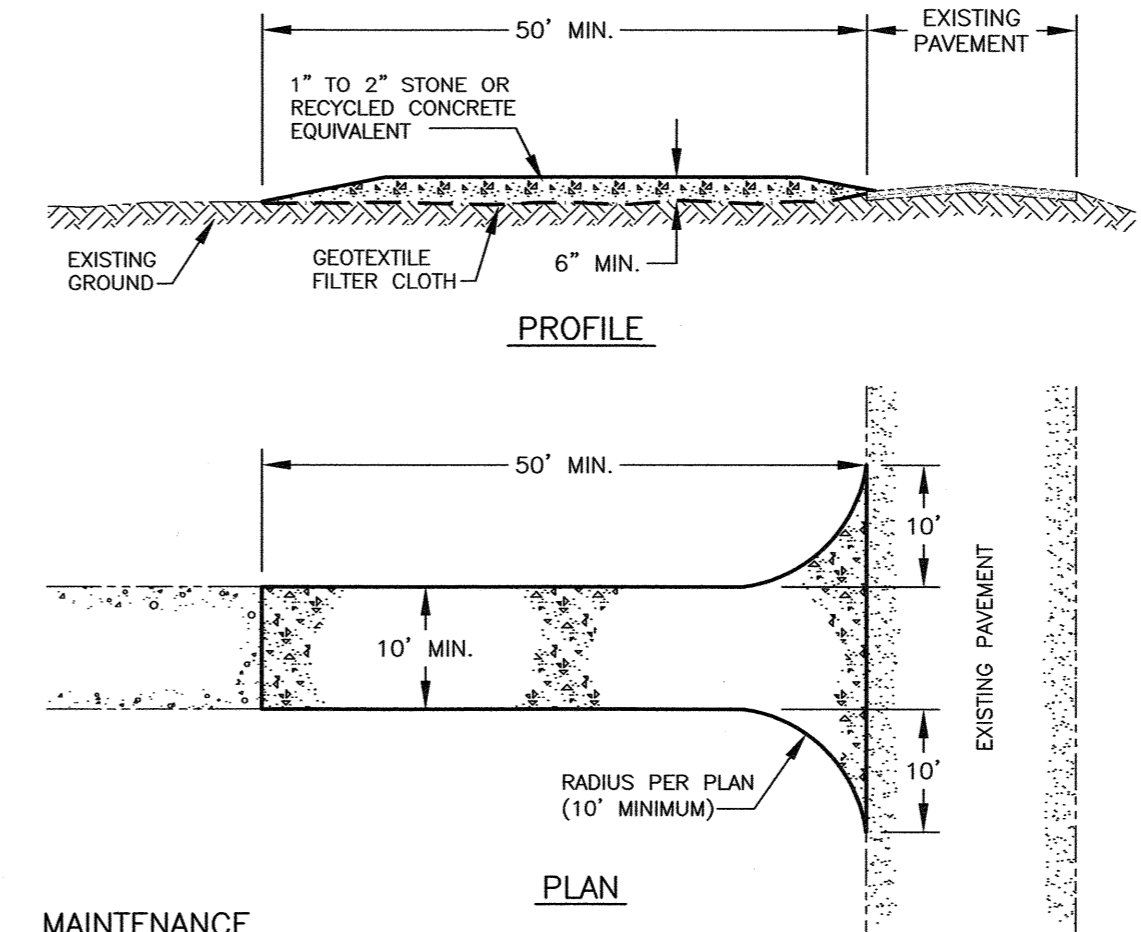 50' MIN.
EXISTING
PAVEMENT
1" TO 2" STONE OR
RECYCLED CONCRETE
EQUIVALENT
EXISTING
GROUND
GEOTEXTILE
FILTER CLOTH
6" MIN.
PROFILE
50' MIN.
10'
10' MIN.
EXISTING PAVEMENT
10'
RADIUS PER PLAN
(10' MINIMUM)
PLAN
MAINTENANCE